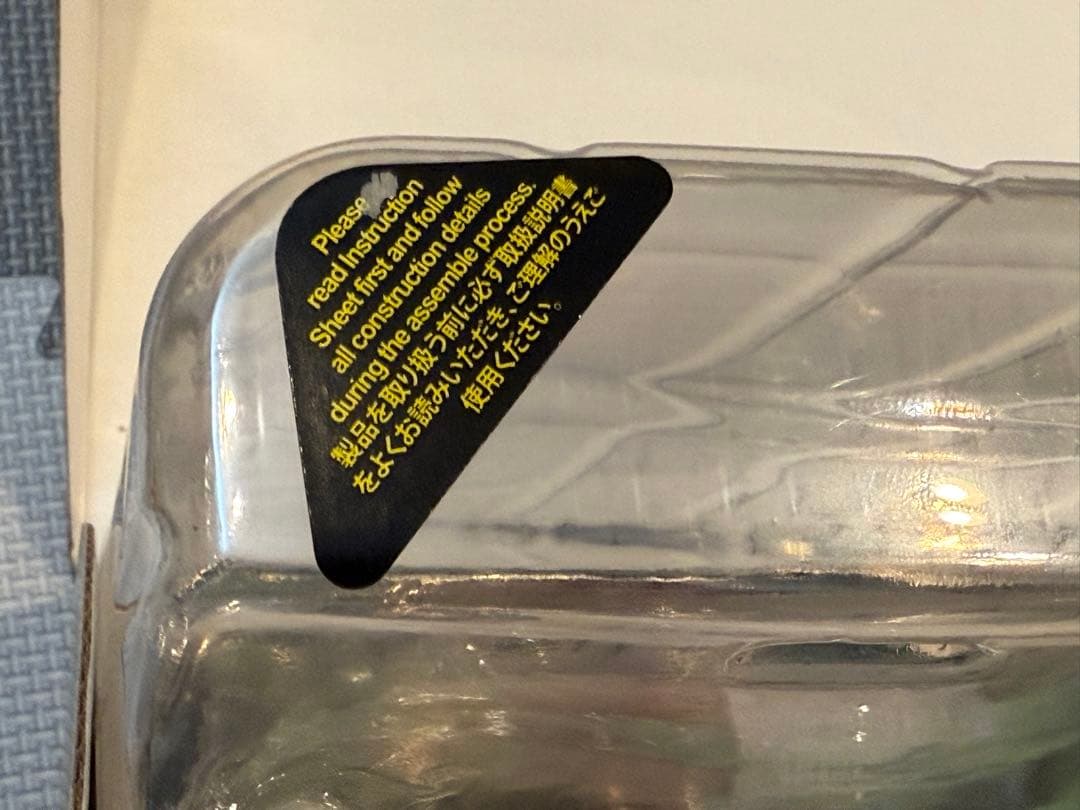 Please
read Instruction
Sheet first and follow
all construction details
during the assemble process.
製品を取り扱う前に必ず取扱説明書
をよくお読みいただき、ご理解のうえご
使用ください。